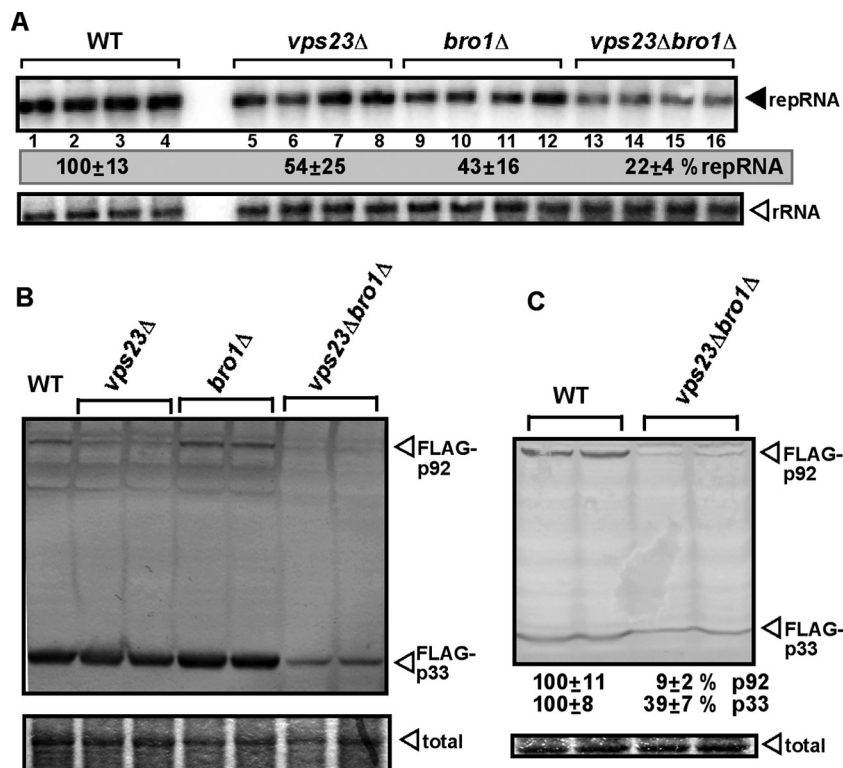 A
WT vps23Δ bro1Δ vps23Δbro1Δ
repRNA
1 2 3 4 5 6 7 8 9 10 11 12 13 14 15 16
100±13 54±25 43±16 22±4 % repRNA
rRNA
B
WT vps23Δ bro1Δ vps23Δbro1Δ
FLAG-
p92
FLAG-
p33
total
C
WT vps23Δbro1Δ
FLAG-
p92
FLAG-
p33
100±11 9±2 % p92
100±8 39±7 % p33
total